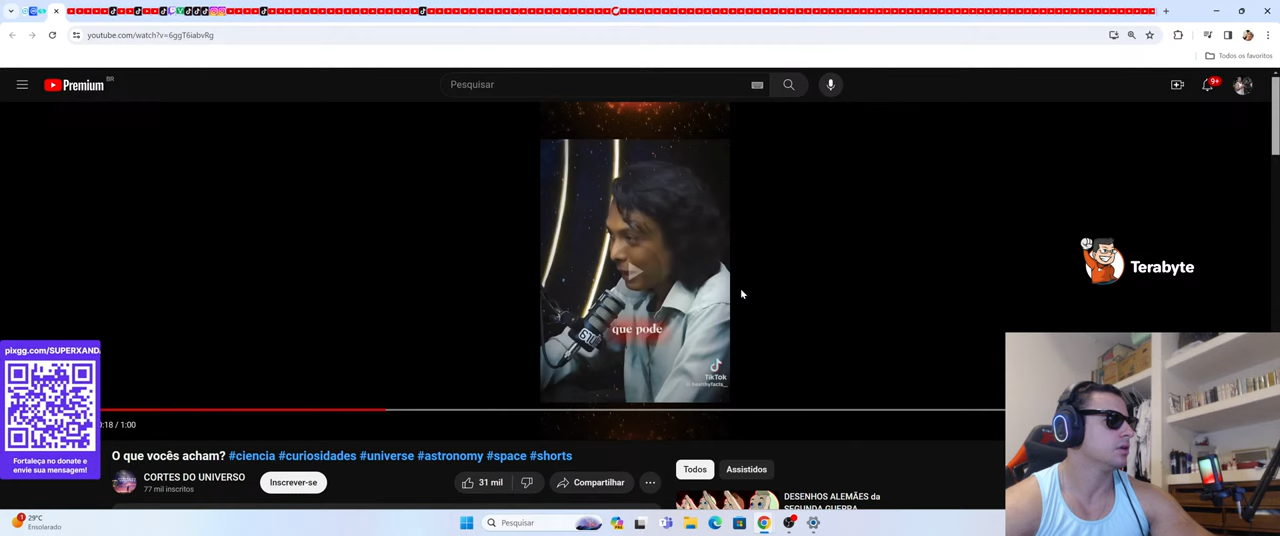 youtube.com/watch?v=6ggT6iabvRg
Todos os favoritos
Premium BR
Pesquisar
9+
Terabyte
que pode
TikTok
pixgg.com/SUPERXANDA
Fortaleça no donate e
envie sua mensagem!
0:18 / 1:00
O que vocês acham? #ciencia #curiosidades #universe #astronomy #space #shorts
CORTES DO UNIVERSO
77 mil inscritos
Inscrever-se
31 mil
Compartilhar
Todos
Assistidos
DESENHOS ALEMÃES da
SEGUNDA GUERRA
1
29°C
Ensolarado
Pesquisar